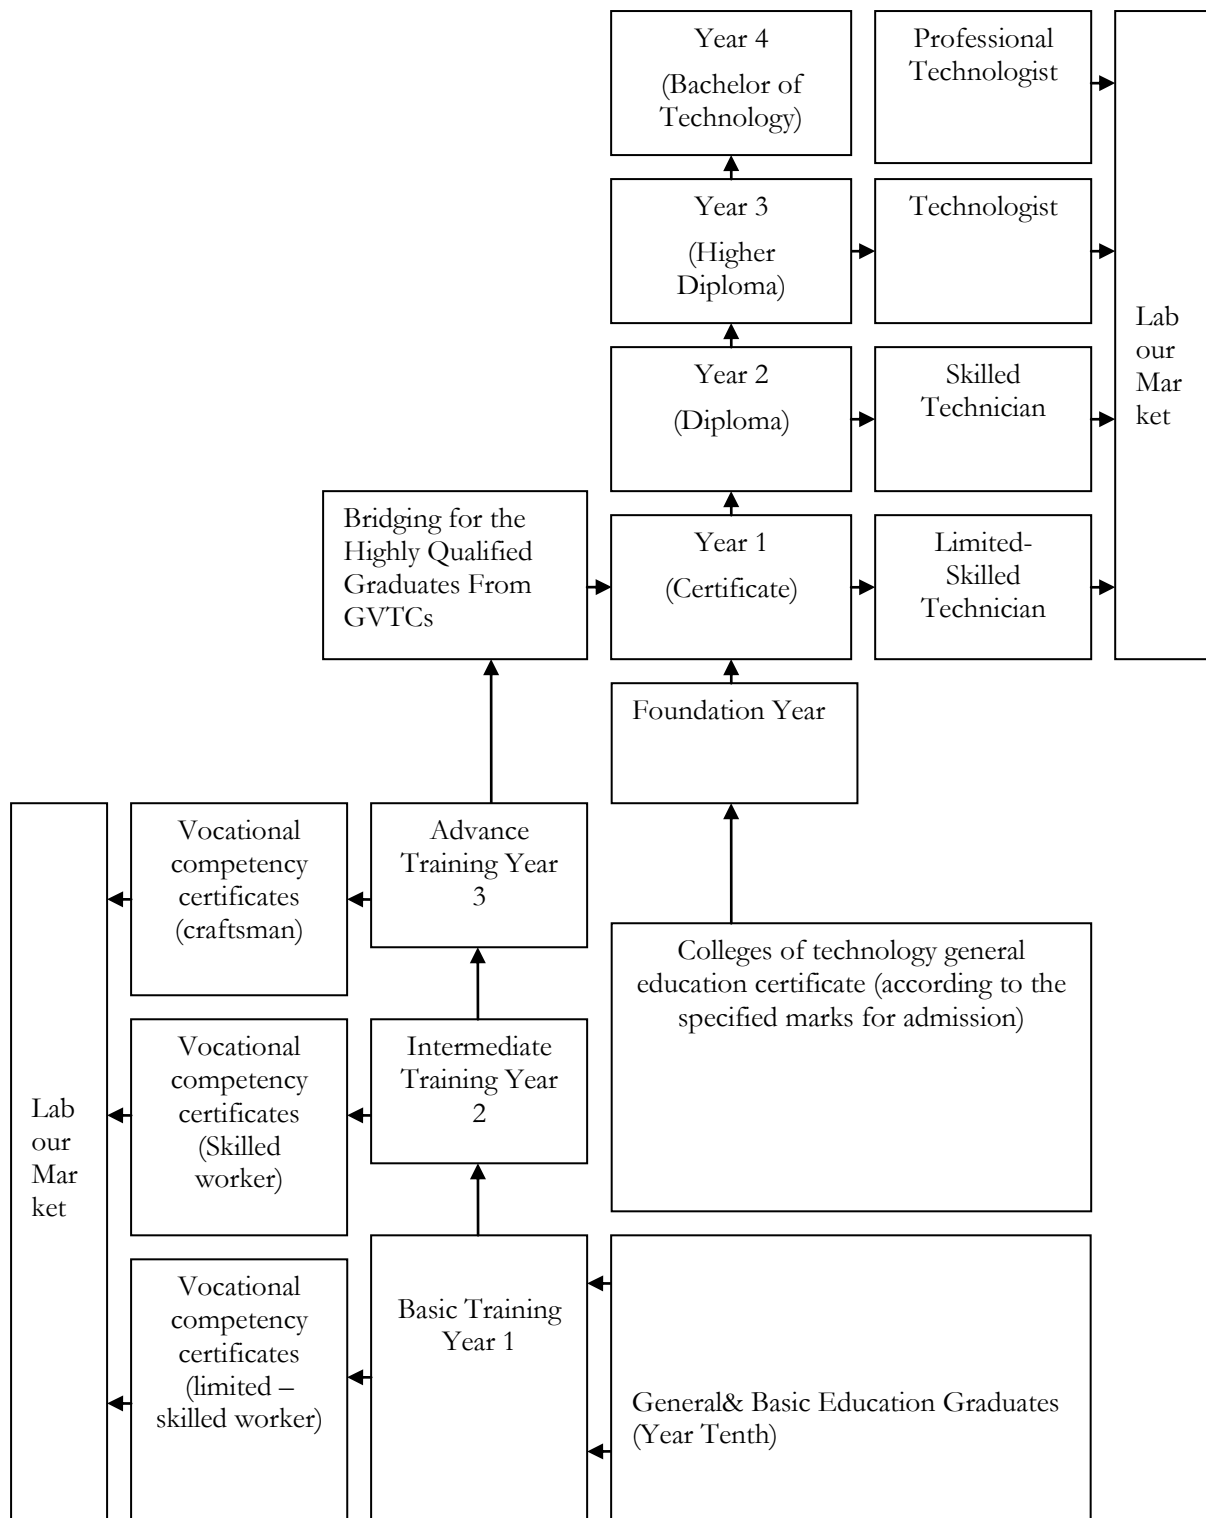 Year 4
(Bachelor of
Technology)
Professional
Technologist
Year 3
(Higher
Diploma)
Technologist
Lab
our
Mar
ket
Year 2
(Diploma)
Skilled
Technician
Bridging for the
Highly Qualified
Graduates From
GVTCs
Year 1
(Certificate)
Limited-
Skilled
Technician
Foundation Year
Vocational
competency
certificates
(craftsman)
Advance
Training Year
3
Colleges of technology general
education certificate (according to the
specified marks for admission)
Lab
our
Mar
ket
Vocational
competency
certificates
(Skilled
worker)
Intermediate
Training Year
2
Vocational
competency
certificates
(limited –
skilled worker)
Basic Training
Year 1
General& Basic Education Graduates
(Year Tenth)